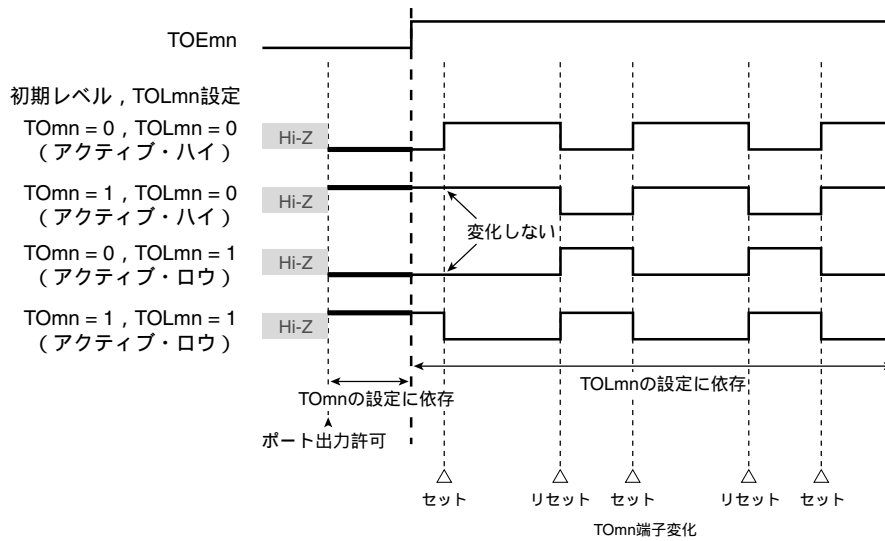 TOEmn
初期レベル , TOLmn設定
TOmn = 0 , TOLmn = 0
( アクティブ・ハイ )
Hi-Z
TOmn = 1 , TOLmn = 0
( アクティブ・ハイ )
Hi-Z
変化しない
TOmn = 0 , TOLmn = 1
( アクティブ・ロウ )
Hi-Z
TOmn = 1 , TOLmn = 1
( アクティブ・ロウ )
Hi-Z
TOmnの設定に依存
TOLmnの設定に依存
ポート出力許可
セット
リセット
セット
リセット
セット
TOmn端子変化